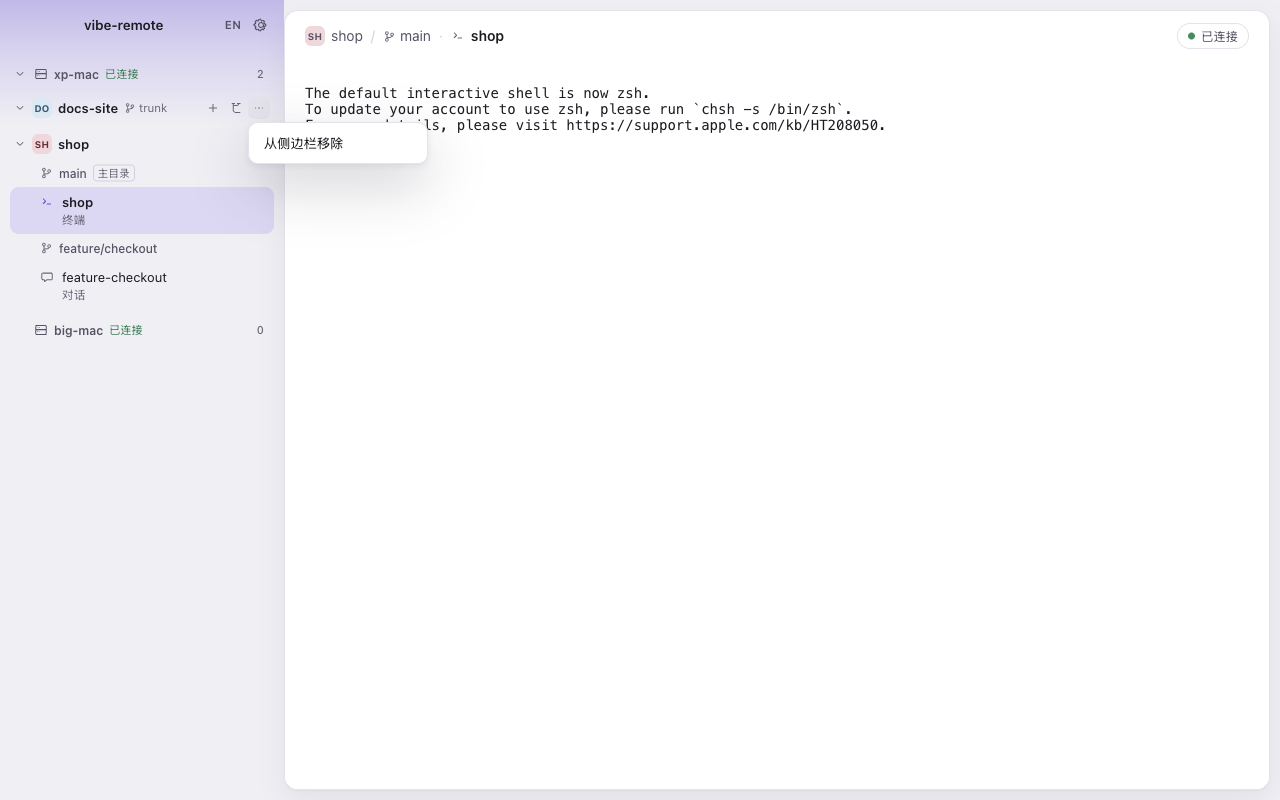 vibe-remote
EN
xp-mac 已连接 2
DO docs-site trunk
SH shop
main 主目录
shop
终端
feature/checkout
feature-checkout
对话
big-mac 已连接 0
从侧边栏移除
SH shop / main · shop
已连接
The default interactive shell is now zsh.
To update your account to use zsh, please run `chsh -s /bin/zsh`.
please visit https://support.apple.com/kb/HT208050.